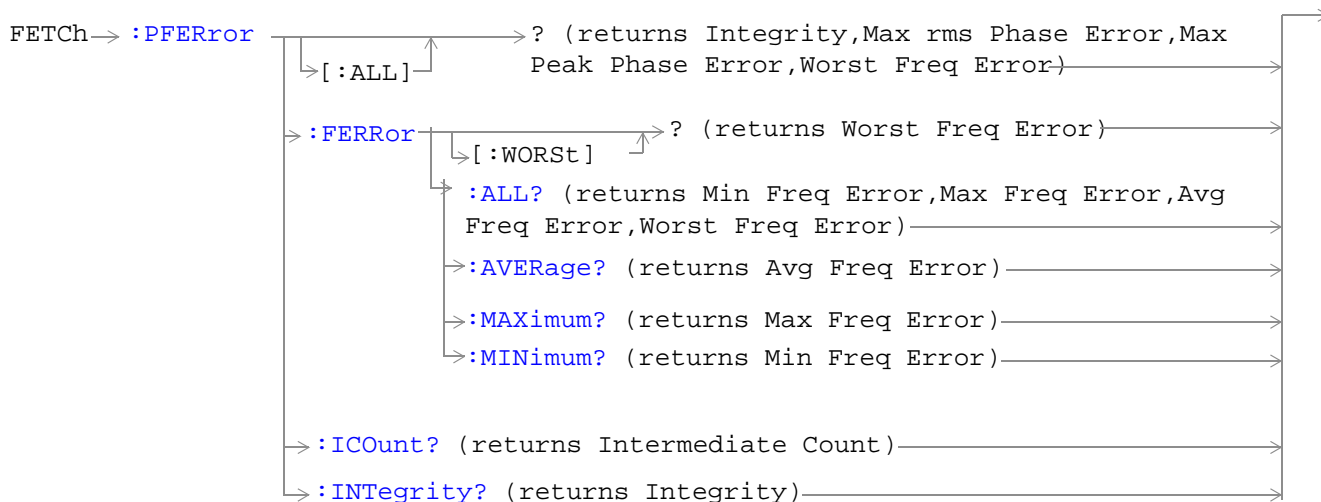 FETCh :PFERror ? (returns Integrity,Max rms Phase Error,Max
[:ALL] Peak Phase Error,Worst Freq Error)
:FERRor ? (returns Worst Freq Error)
[:WORSt]
:ALL? (returns Min Freq Error,Max Freq Error,Avg
Freq Error,Worst Freq Error)
:AVERage? (returns Avg Freq Error)
:MAXimum? (returns Max Freq Error)
:MINimum? (returns Min Freq Error)
:ICOunt? (returns Intermediate Count)
:INTegrity? (returns Integrity)